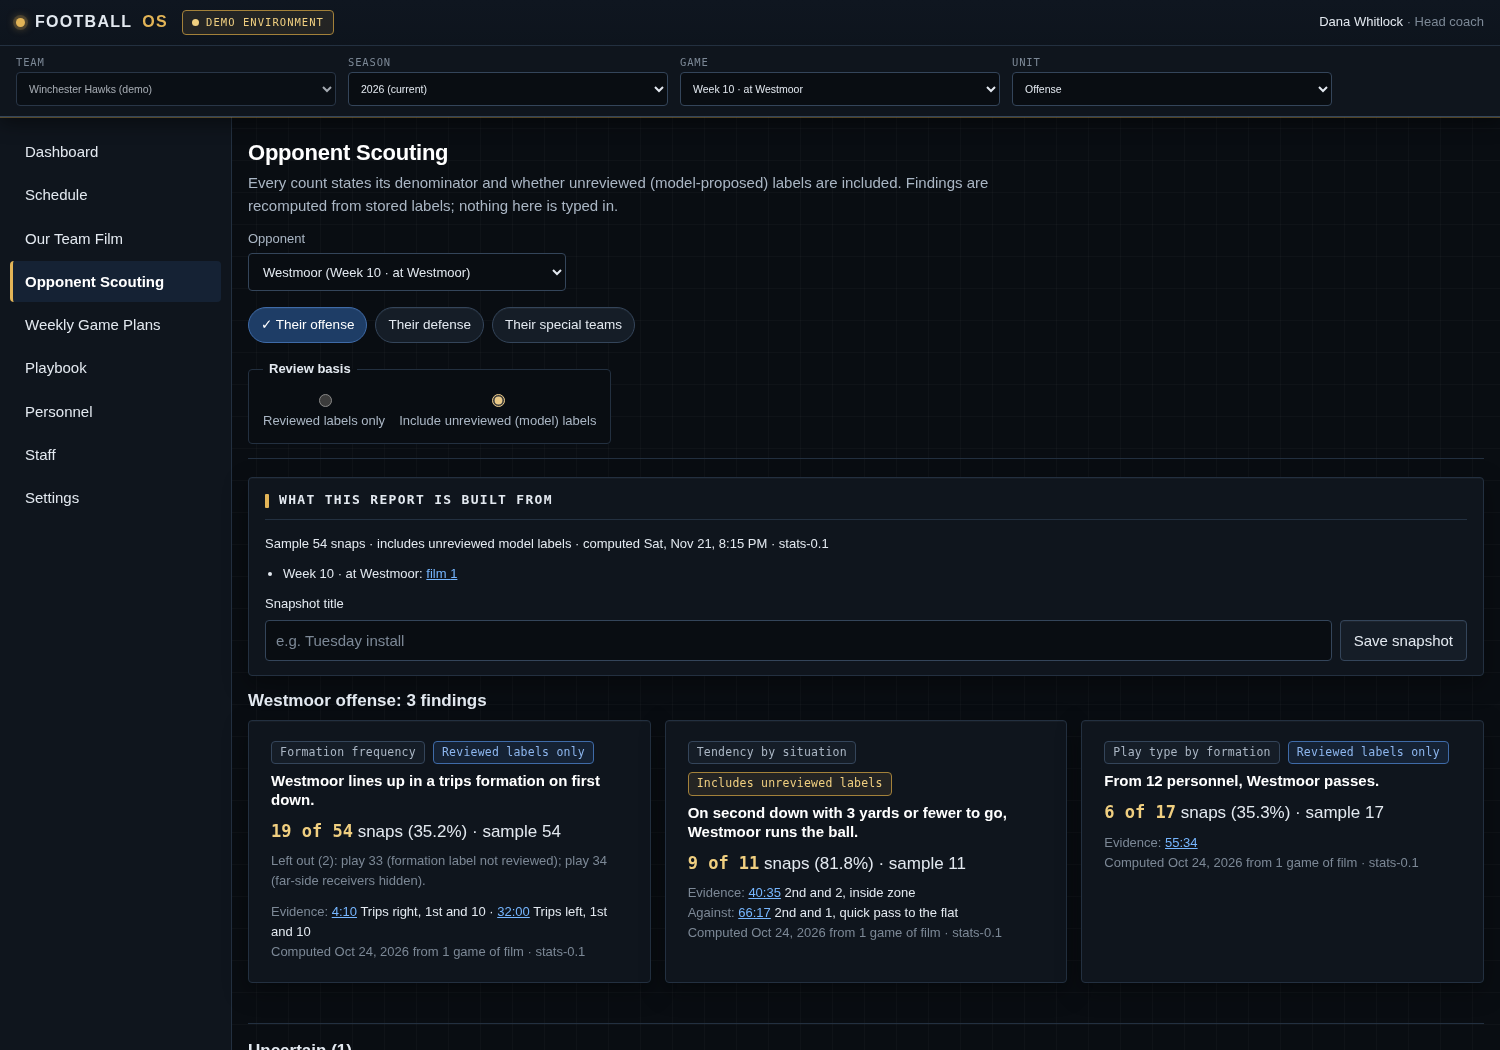 FOOTBALL OS
DEMO ENVIRONMENT
Dana Whitlock · Head coach
TEAM
Winchester Hawks (demo)
SEASON
2026 (current)
GAME
Week 10 · at Westmoor
UNIT
Offense
Dashboard
Schedule
Our Team Film
Opponent Scouting
Weekly Game Plans
Playbook
Personnel
Staff
Settings
Opponent Scouting
Every count states its denominator and whether unreviewed (model-proposed) labels are included. Findings are
recomputed from stored labels; nothing here is typed in.
Opponent
Westmoor (Week 10 · at Westmoor)
✓ Their offense
Their defense
Their special teams
Review basis
Reviewed labels only
Include unreviewed (model) labels
WHAT THIS REPORT IS BUILT FROM
Sample 54 snaps · includes unreviewed model labels · computed Sat, Nov 21, 8:15 PM · stats-0.1
• Week 10 · at Westmoor: film 1
Snapshot title
e.g. Tuesday install
Save snapshot
Westmoor offense: 3 findings
Formation frequency
Reviewed labels only
Westmoor lines up in a trips formation on first
down.
19 of 54 snaps (35.2%) · sample 54
Left out (2): play 33 (formation label not reviewed); play 34
(far-side receivers hidden).
Evidence: 4:10 Trips right, 1st and 10 · 32:00 Trips left, 1st
and 10
Computed Oct 24, 2026 from 1 game of film · stats-0.1
Tendency by situation
Includes unreviewed labels
On second down with 3 yards or fewer to go,
Westmoor runs the ball.
9 of 11 snaps (81.8%) · sample 11
Evidence: 40:35 2nd and 2, inside zone
Against: 66:17 2nd and 1, quick pass to the flat
Computed Oct 24, 2026 from 1 game of film · stats-0.1
Play type by formation
Reviewed labels only
From 12 personnel, Westmoor passes.
6 of 17 snaps (35.3%) · sample 17
Evidence: 55:34
Computed Oct 24, 2026 from 1 game of film · stats-0.1
Uncertain (1)